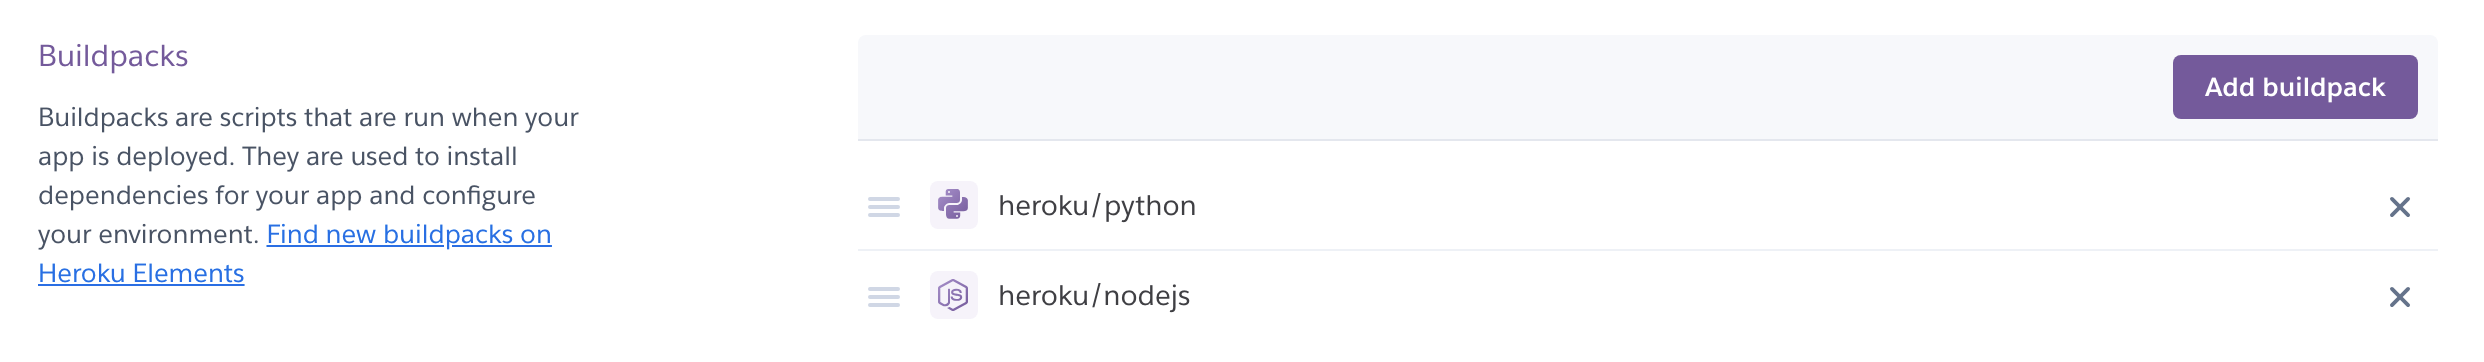 Buildpacks
Buildpacks are scripts that are run when your
app is deployed. They are used to install
dependencies for your app and configure
your environment. Find new buildpacks on
Heroku Elements
Add buildpack
heroku/python
JS
heroku/nodejs